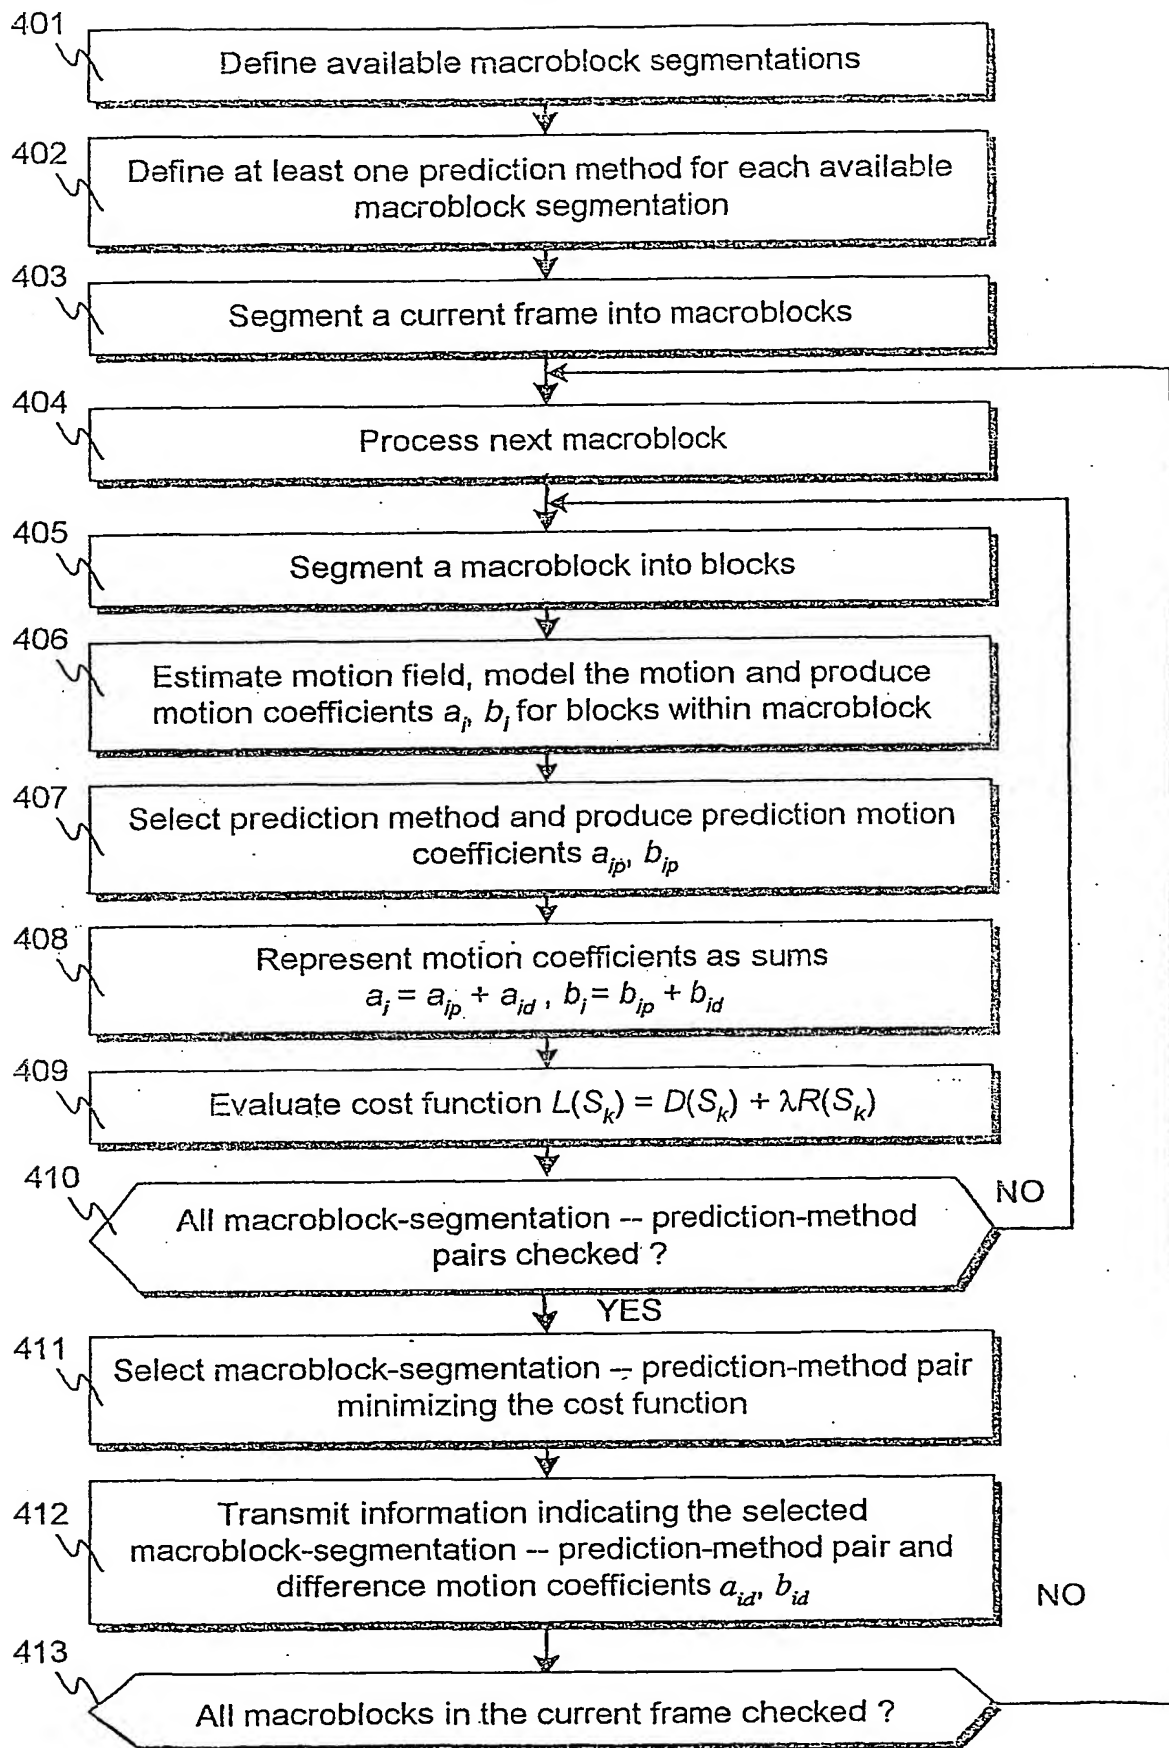 401
Define available macroblock segmentations
402
Define at least one prediction method for each available
macroblock segmentation
403
Segment a current frame into macroblocks
404
Process next macroblock
405
Segment a macroblock into blocks
406
Estimate motion field, model the motion and produce
motion coefficients a_i, b_i for blocks within macroblock
407
Select prediction method and produce prediction motion
coefficients a_ip, b_ip
408
Represent motion coefficients as sums
a_i = a_ip + a_id , b_i = b_ip + b_id
409
Evaluate cost function L(S_k) = D(S_k) + λR(S_k)
410
NO
All macroblock-segmentation -- prediction-method
pairs checked ?
YES
411
Select macroblock-segmentation -- prediction-method pair
minimizing the cost function
412
Transmit information indicating the selected
macroblock-segmentation -- prediction-method pair and
difference motion coefficients a_id, b_id
NO
413
All macroblocks in the current frame checked ?